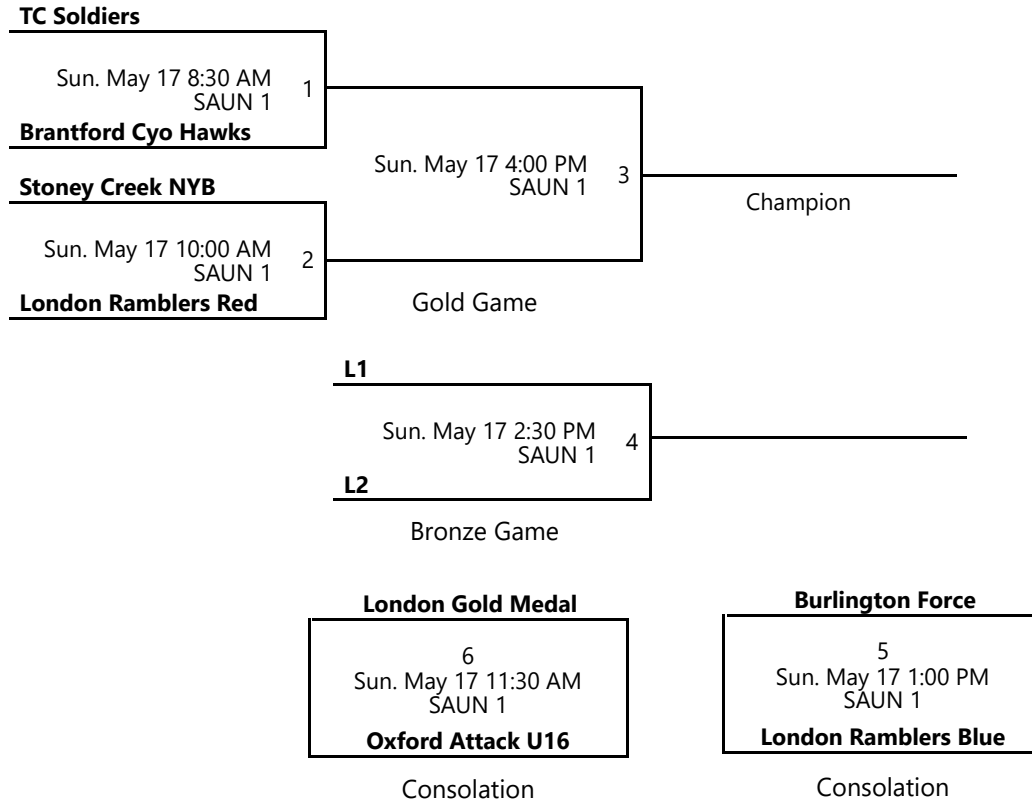 TC Soldiers
Sun. May 17 8:30 AM
SAUN 1
1
Brantford Cyo Hawks
Stoney Creek NYB
Sun. May 17 10:00 AM
SAUN 1
2
London Ramblers Red
Sun. May 17 4:00 PM
SAUN 1
3
Gold Game
Champion
L1
Sun. May 17 2:30 PM
SAUN 1
4
L2
Bronze Game
London Gold Medal
6
Sun. May 17 11:30 AM
SAUN 1
Oxford Attack U16
Consolation
Burlington Force
5
Sun. May 17 1:00 PM
SAUN 1
London Ramblers Blue
Consolation